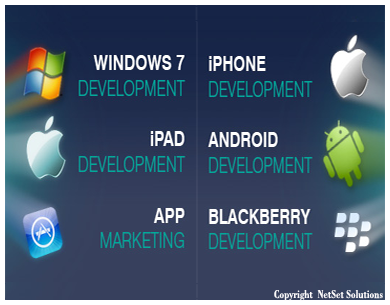 WINDOWS 7
DEVELOPMENT
iPHONE
DEVELOPMENT
iPAD
DEVELOPMENT
ANDROID
DEVELOPMENT
APP
MARKETING
BLACKBERRY
DEVELOPMENT
Copyright NetSet Solutions